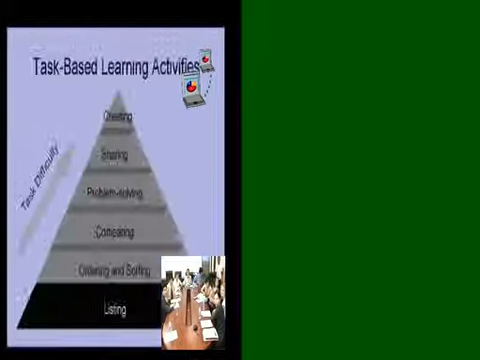 Task-Based Learning Activities
Creating
Sharing
Problem-solving
Task Difficulty
Comparing
Ordering and Sorting
Listing